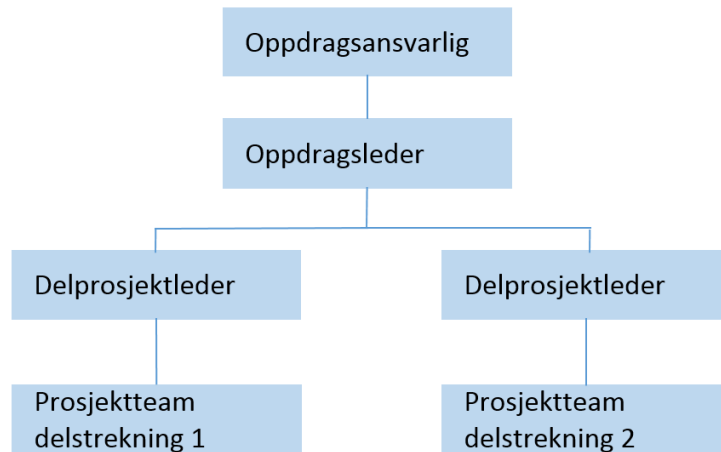 Oppdragsansvarlig
Oppdragsleder
Delprosjektleder
Delprosjektleder
Prosjektteam
delstrekning 1
Prosjektteam
delstrekning 2